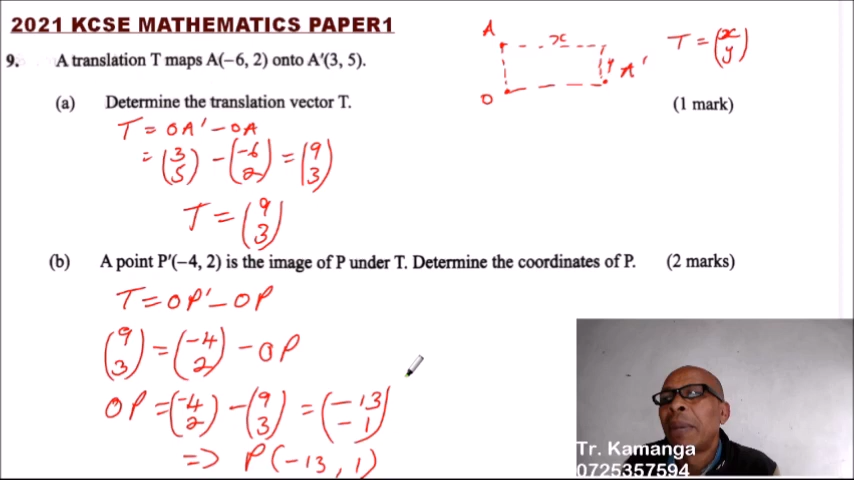 2021 KCSE MATHEMATICS PAPER1
9. A translation T maps A(−6, 2) onto A′(3, 5).
A x T = (x y)
y A'
O
(a) Determine the translation vector T. (1 mark)
T = OA' − OA
= (3 5) − (−6 2) = (9 3)
T = (9 3)
(b) A point P′(−4, 2) is the image of P under T. Determine the coordinates of P. (2 marks)
T = OP' − OP
(9 3) = (−4 2) − OP
OP = (−4 2) − (9 3) = (−13 −1)
=> P(−13, 1)
Tr. Kamanga
0725357594